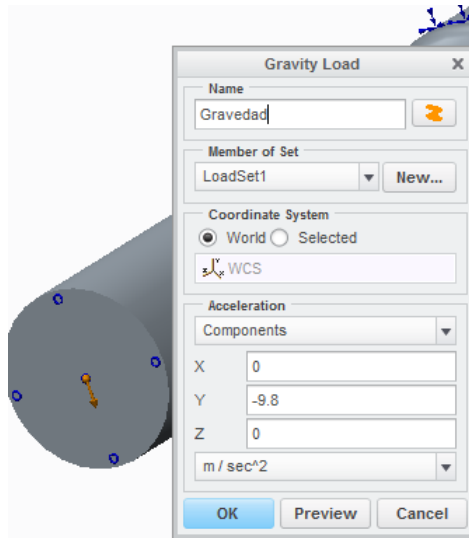 Gravity Load
X
Name
Gravedad
Member of Set
LoadSet1
New...
Coordinate System
World
Selected
WCS
Acceleration
Components
X
0
Y
-9.8
Z
0
m / sec^2
OK
Preview
Cancel